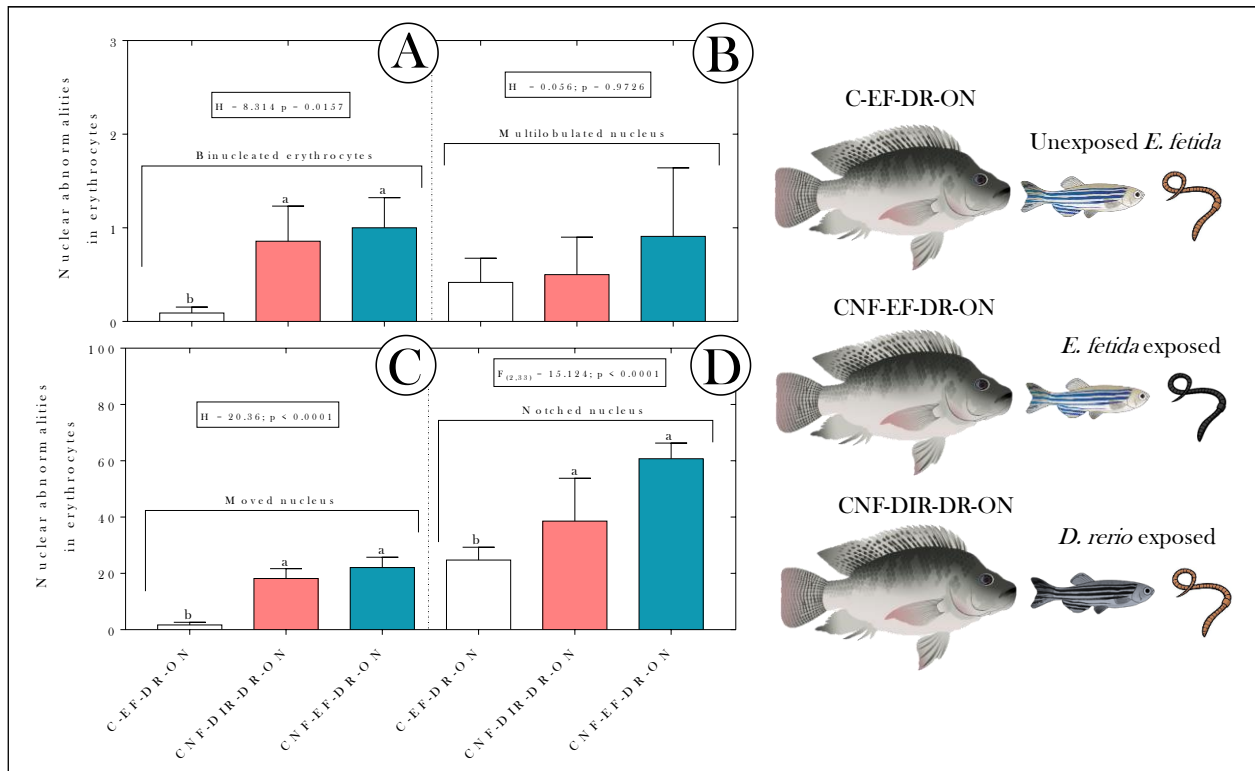 Nuclear abnormalities
in erythrocytes
3
2
1
0
A
H - 8.314 p - 0.0157
Binucleated erythrocytes
b
a
a
B
H - 0.056; p - 0.9726
Multilobulated nucleus
Nuclear abnormalities
in erythrocytes
100
80
60
40
20
0
C
H - 20.36; p < 0.0001
Moved nucleus
b
a
a
D
F(2,33) - 15.124; p < 0.0001
Notched nucleus
b
a
a
C-EF-DR-ON
CNF-DIR-DR-ON
CNF-EF-DR-ON
C-EF-DR-ON
CNF-DIR-DR-ON
CNF-EF-DR-ON
C-EF-DR-ON
Unexposed E. fetida
CNF-EF-DR-ON
E. fetida exposed
CNF-DIR-DR-ON
D. rerio exposed